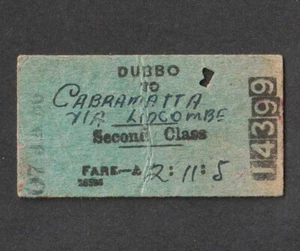 DUBBO
TO
CABRAMATTA
VIA LIDCOMBE
Second Class
FARE—£ 2:11:5
14399